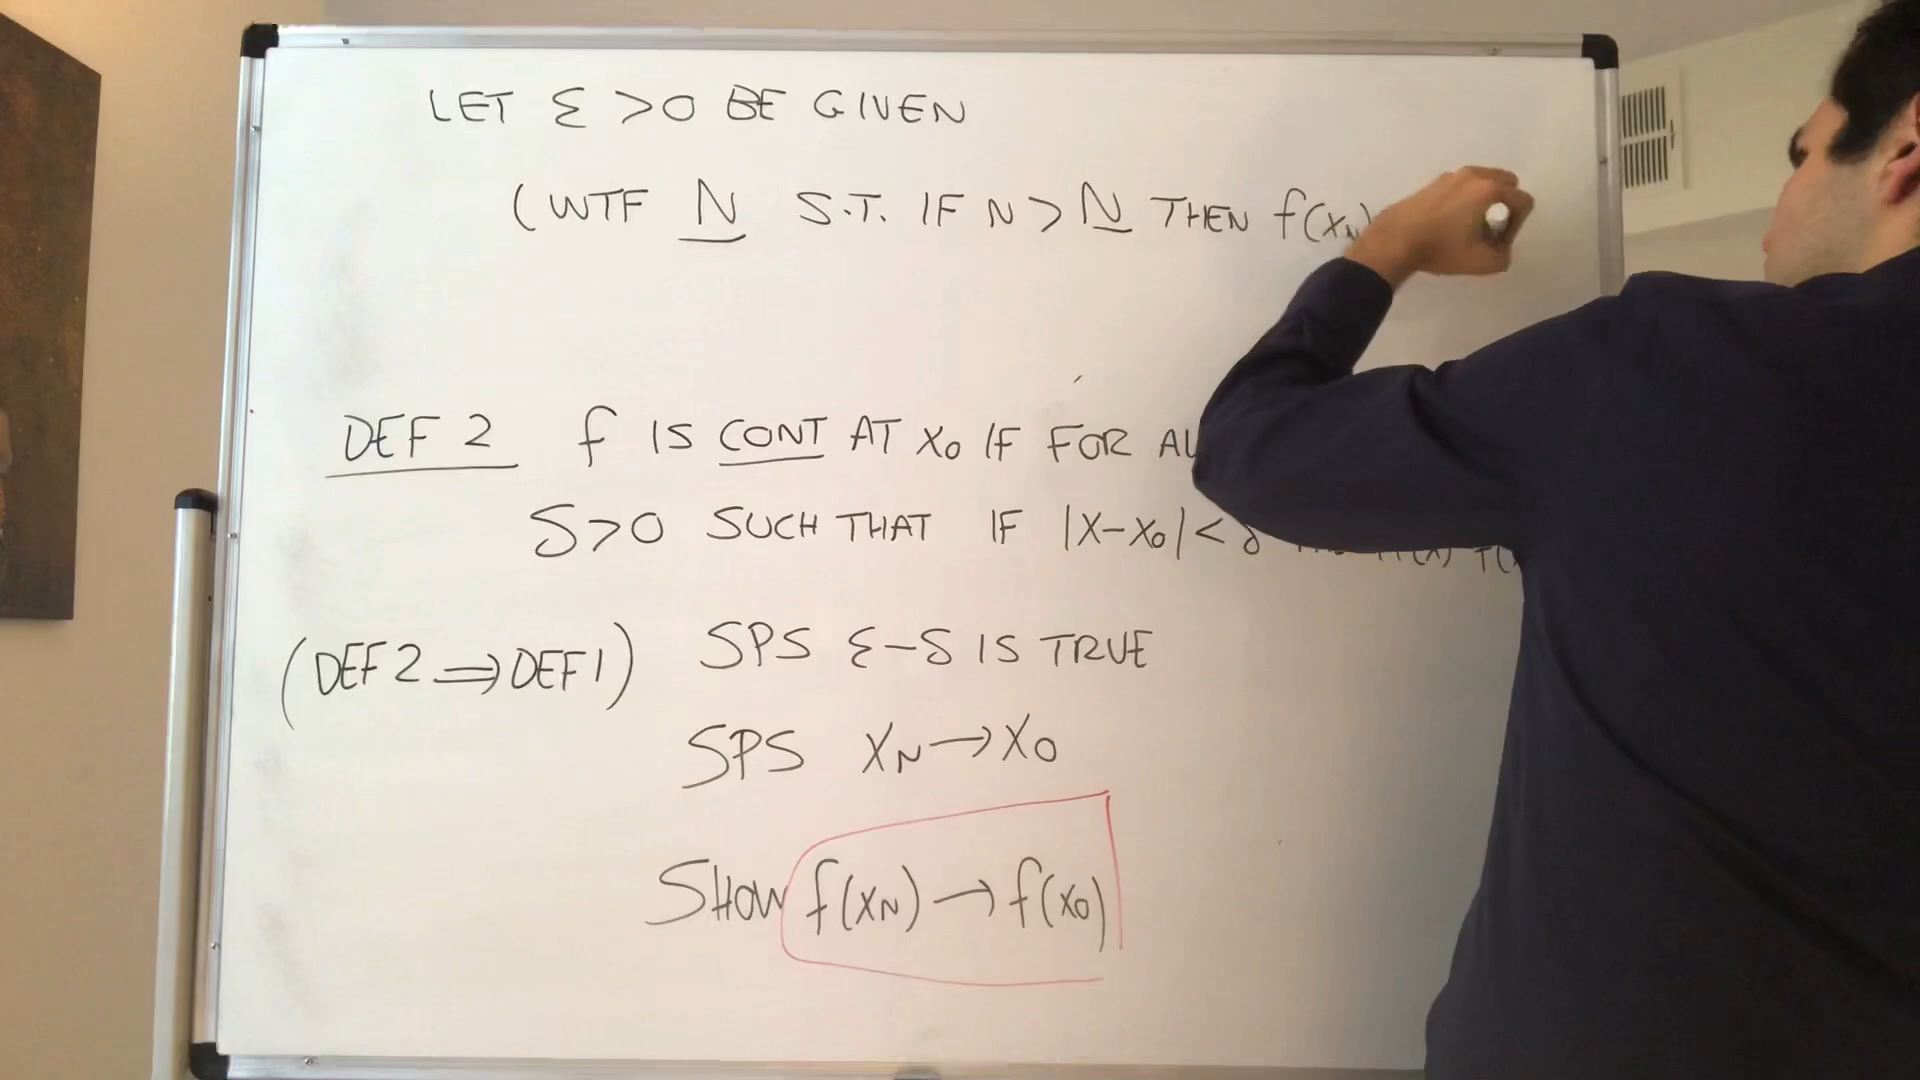 LET Ɛ > 0 BE GIVEN
(WTF N S.T. IF N > N THEN f(xN)
DEF 2 f IS CONT AT x0 IF FOR
δ > 0 SUCH THAT IF |x-x0| < δ
(DEF 2 ⟹ DEF 1) SPS Ɛ-δ IS TRUE
SPS xN → x0
SHOW f(xN) → f(x0)